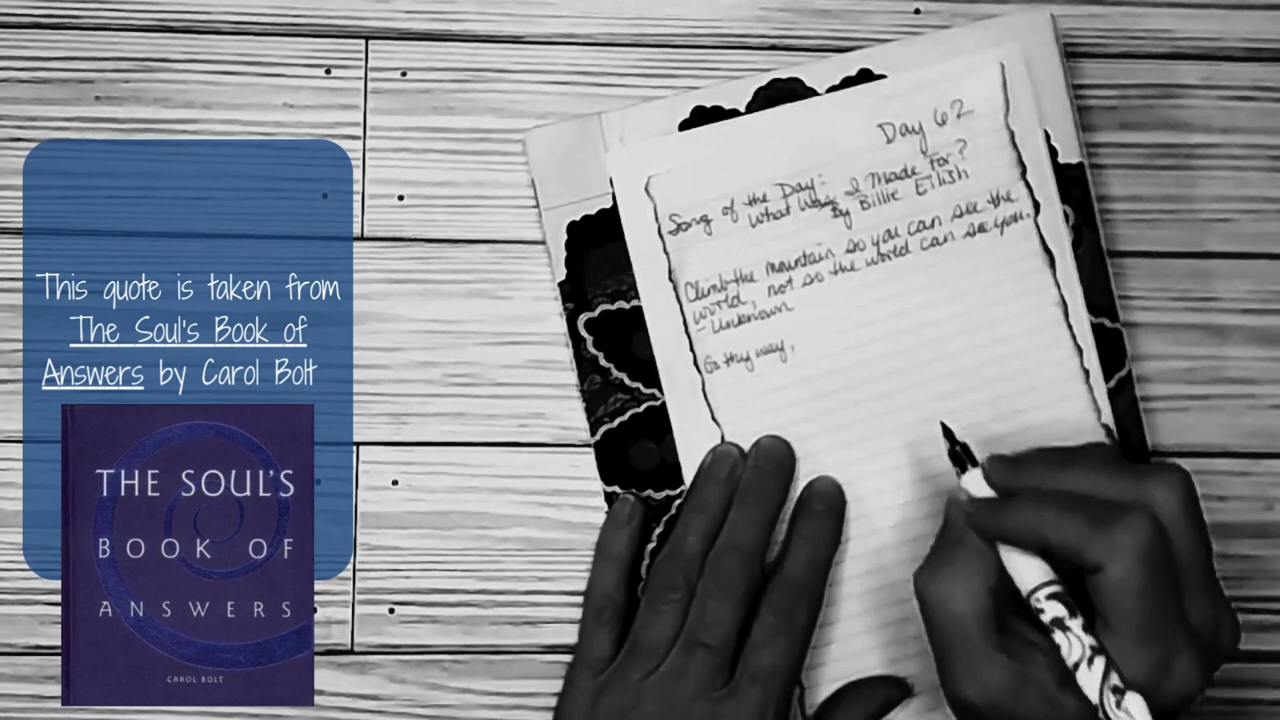 This quote is taken from
The Soul's Book of
Answers by Carol Bolt
THE SOUL'S
BOOK OF
ANSWERS
CAROL BOLT
Day 62
Song of the Day:
What Was I Made For?
By Billie Eilish
Climb the mountain so you can see the
world, not so the world can see you.
- Unknown
Go thy way,